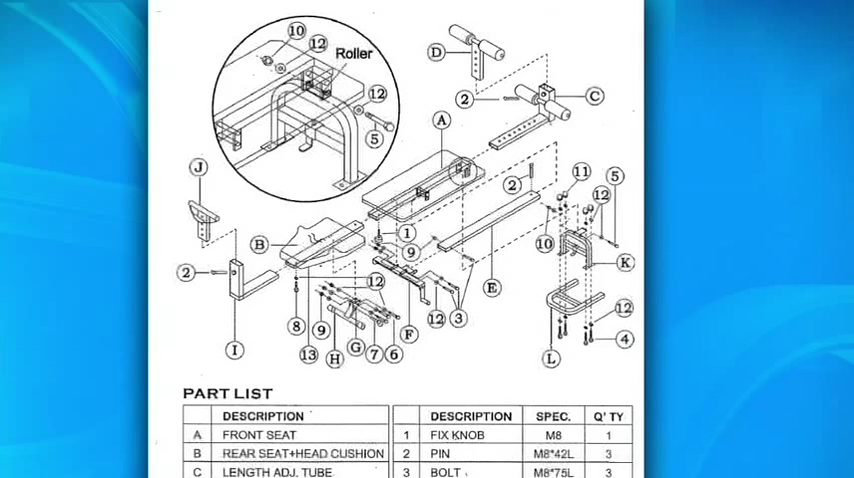 10
12
Roller
12
5
D
2
C
A
J
2
11
12
5
B
1
9
10
K
2
E
12
I
8
9
13
H
G
7
6
F
12
3
12
4
L
PART LIST
DESCRIPTION DESCRIPTION SPEC. Q'TY
A FRONT SEAT 1 FIX KNOB M8 1
B REAR SEAT+HEAD CUSHION 2 PIN M8*42L 3
C LENGTH ADJ. TUBE 3 BOLT M8*75L 3